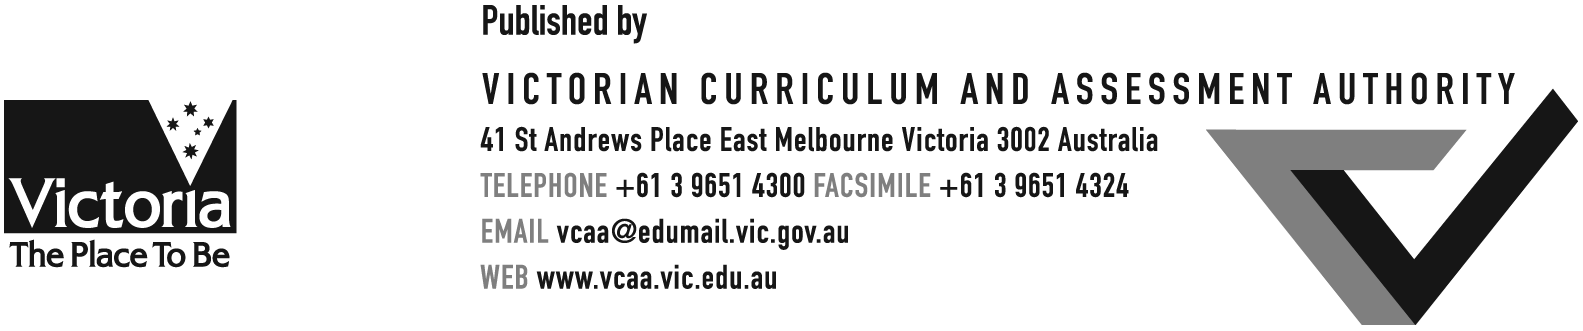 Published by
VICTORIAN CURRICULUM AND ASSESSMENT AUTHORITY
41 St Andrews Place East Melbourne Victoria 3002 Australia
TELEPHONE +61 3 9651 4300 FACSIMILE +61 3 9651 4324
EMAIL vcaa@edumail.vic.gov.au
WEB www.vcaa.vic.edu.au
Victoria
The Place To Be